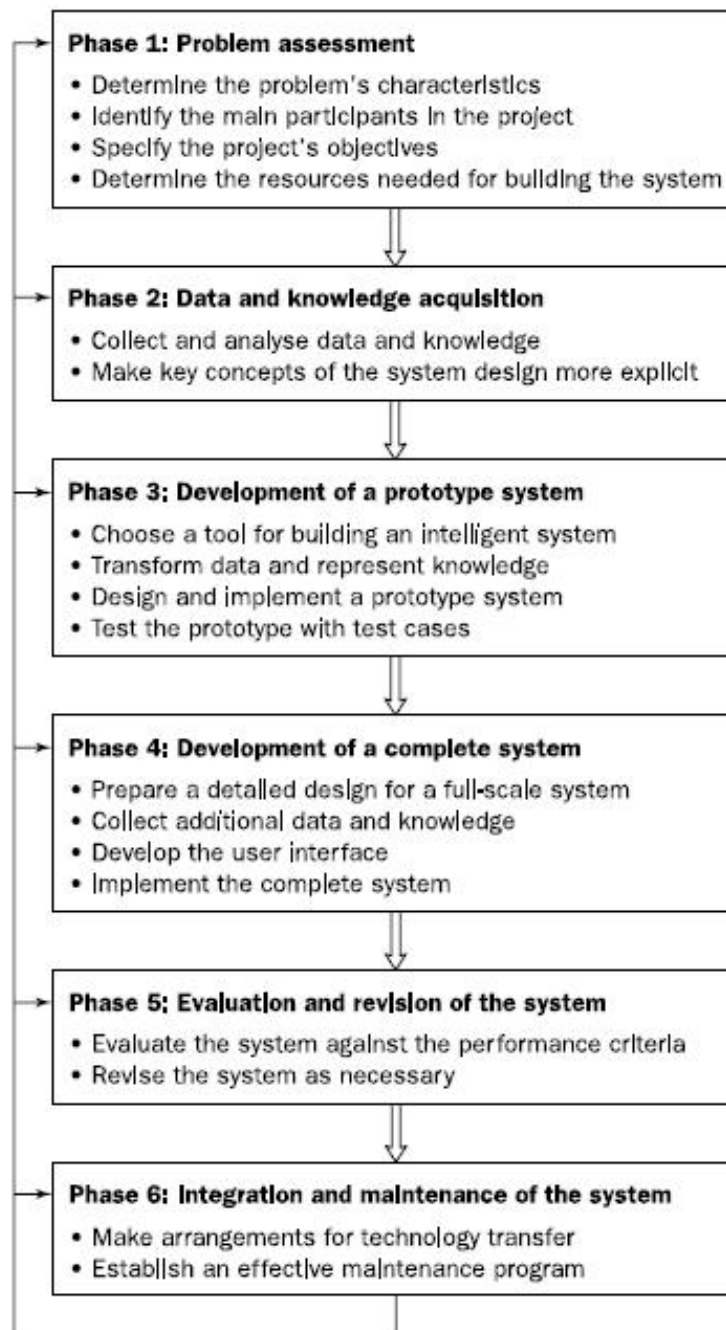 Phase 1: Problem assessment
• Determine the problem's characteristics
• Identify the main participants in the project
• Specify the project's objectives
• Determine the resources needed for building the system
Phase 2: Data and knowledge acquisition
• Collect and analyse data and knowledge
• Make key concepts of the system design more explicit
Phase 3: Development of a prototype system
• Choose a tool for building an intelligent system
• Transform data and represent knowledge
• Design and implement a prototype system
• Test the prototype with test cases
Phase 4: Development of a complete system
• Prepare a detailed design for a full-scale system
• Collect additional data and knowledge
• Develop the user interface
• Implement the complete system
Phase 5: Evaluation and revision of the system
• Evaluate the system against the performance criteria
• Revise the system as necessary
Phase 6: Integration and maintenance of the system
• Make arrangements for technology transfer
• Establish an effective maintenance program